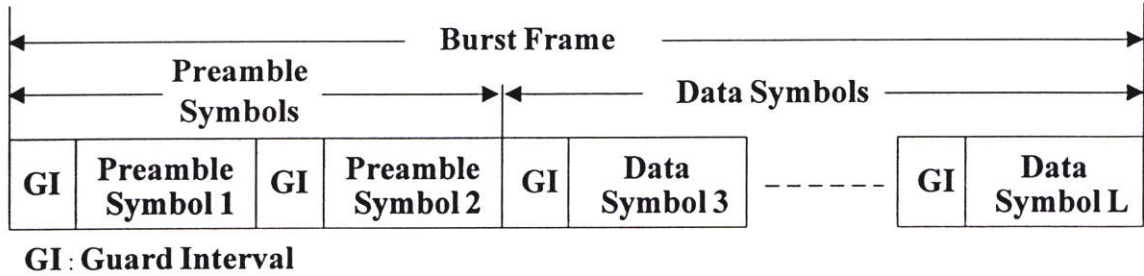 Burst Frame
Preamble
Symbols
Data Symbols
GI
Preamble
Symbol 1
GI
Preamble
Symbol 2
GI
Data
Symbol 3
GI
Data
Symbol L
GI : Guard Interval